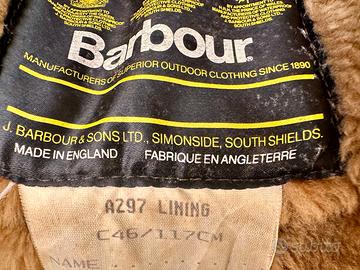 Barbour
MANUFACTURERS OF SUPERIOR OUTDOOR CLOTHING SINCE 1890
J. BARBOUR & SONS LTD., SIMONSIDE, SOUTH SHIELDS.
MADE IN ENGLAND FABRIQUE EN ANGLETERRE
A297 LINING
C46/117CM
NAME
subito